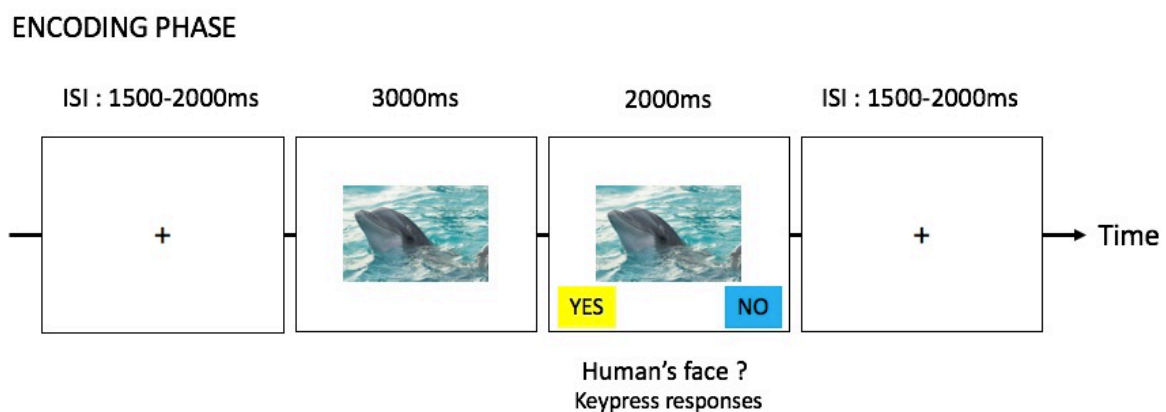 ENCODING PHASE
ISI : 1500-2000ms 3000ms 2000ms ISI : 1500-2000ms
+ +
Time
YES NO
Human's face ?
Keypress responses